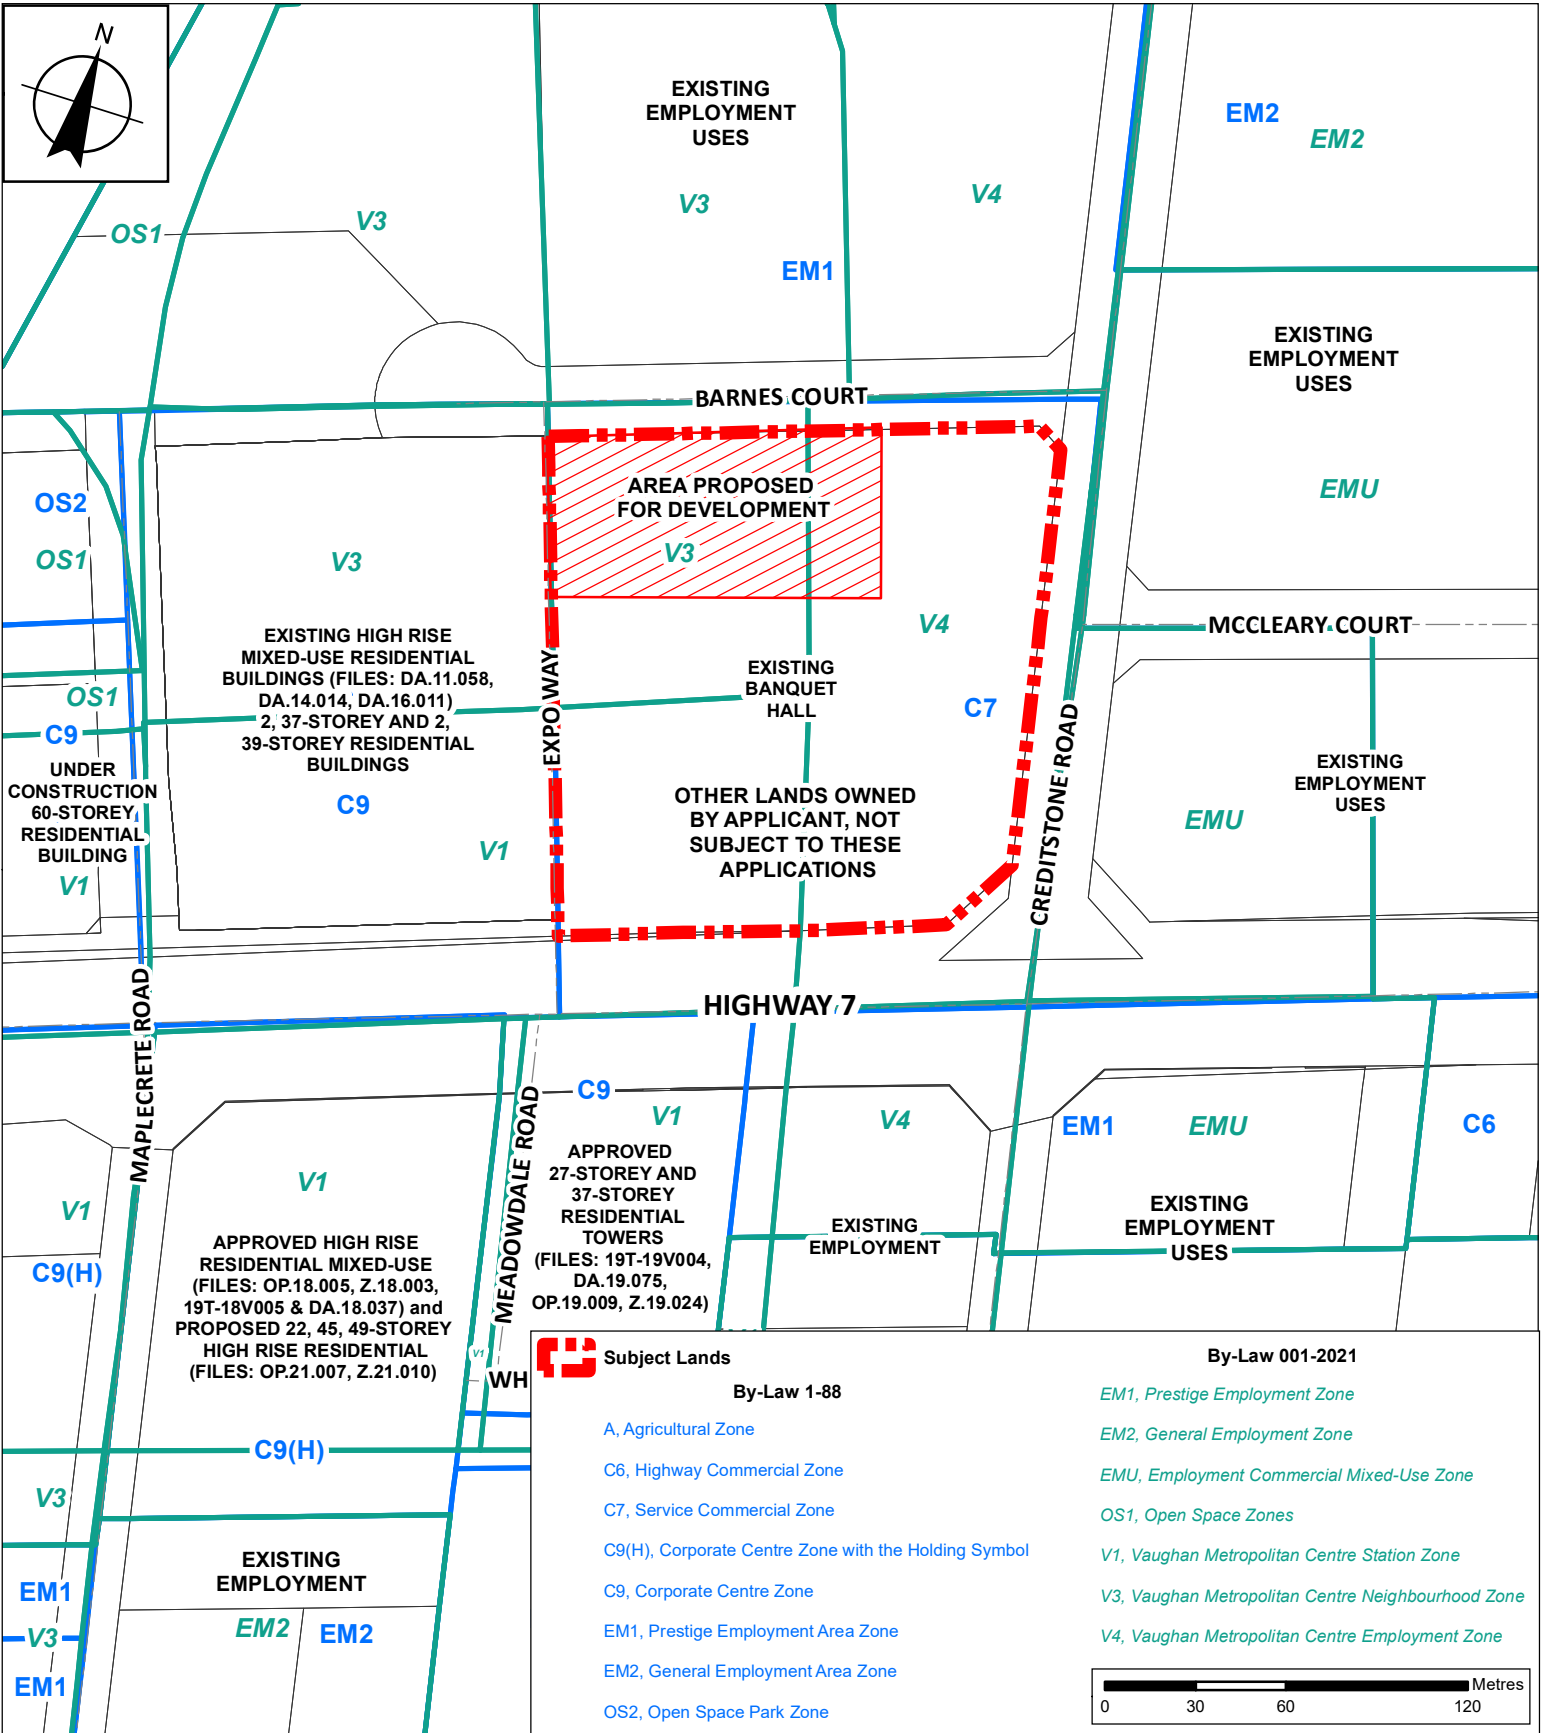 N
EXISTING
EMPLOYMENT
USES
EM2
EM2
V3
V4
OS1
V3
EM1
EXISTING
EMPLOYMENT
USES
BARNES COURT
AREA PROPOSED
FOR DEVELOPMENT
V3
EMU
OS2
OS1
V3
V4
MCCLEARY COURT
EXISTING HIGH RISE
MIXED-USE RESIDENTIAL
BUILDINGS (FILES: DA.11.058,
DA.14.014, DA.16.011)
2, 37-STOREY AND 2,
39-STOREY RESIDENTIAL
BUILDINGS
EXPO WAY
EXISTING
BANQUET
HALL
C7
CREDITSTONE ROAD
OS1
C9
UNDER
CONSTRUCTION
60-STOREY
RESIDENTIAL
BUILDING
V1
C9
V1
OTHER LANDS OWNED
BY APPLICANT, NOT
SUBJECT TO THESE
APPLICATIONS
EXISTING
EMPLOYMENT
USES
EMU
MAPLECRETE ROAD
HIGHWAY 7
C9
V1
V4
EM1
EMU
C6
MEADOWDALE ROAD
APPROVED
27-STOREY AND
37-STOREY
RESIDENTIAL
TOWERS
(FILES: 19T-19V004,
DA.19.075,
OP.19.009, Z.19.024)
V1
V1
EXISTING
EMPLOYMENT
EXISTING
EMPLOYMENT
USES
C9(H)
APPROVED HIGH RISE
RESIDENTIAL MIXED-USE
(FILES: OP.18.005, Z.18.003,
19T-18V005 & DA.18.037) and
PROPOSED 22, 45, 49-STOREY
HIGH RISE RESIDENTIAL
(FILES: OP.21.007, Z.21.010)
V1
WH
C9(H)
V3
EXISTING
EMPLOYMENT
EM1
V3
EM1
EM2
EM2
Subject Lands
By-Law 1-88
A, Agricultural Zone
C6, Highway Commercial Zone
C7, Service Commercial Zone
C9(H), Corporate Centre Zone with the Holding Symbol
C9, Corporate Centre Zone
EM1, Prestige Employment Area Zone
EM2, General Employment Area Zone
OS2, Open Space Park Zone
By-Law 001-2021
EM1, Prestige Employment Zone
EM2, General Employment Zone
EMU, Employment Commercial Mixed-Use Zone
OS1, Open Space Zones
V1, Vaughan Metropolitan Centre Station Zone
V3, Vaughan Metropolitan Centre Neighbourhood Zone
V4, Vaughan Metropolitan Centre Employment Zone
Metres
0 30 60 120